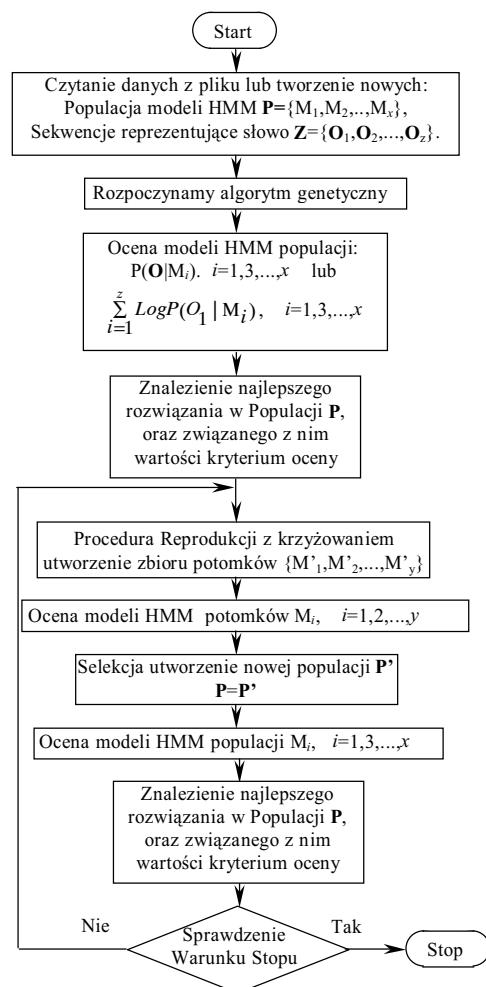 Start
Czytanie danych z pliku lub tworzenie nowych:
Populacja modeli HMM P={M₁,M₂,..,Mₓ},
Sekwencje reprezentujące słowo Z={O₁,O₂,...,O_z}.
Rozpoczynamy algorytm genetyczny
Ocena modeli HMM populacji:
P(O|Mᵢ). i=1,3,...,x lub
z
Σ LogP(O₁ | Mᵢ), i=1,3,...,x
i=1
Znalezienie najlepszego
rozwiązania w Populacji P,
oraz związanego z nim
wartości kryterium oceny
Procedura Reprodukcji z krzyżowaniem
utworzenie zbioru potomków {M'₁,M'₂,...,M'_y}
Ocena modeli HMM potomków Mᵢ, i=1,2,...,y
Selekcja utworzenie nowej populacji P'
P=P'
Ocena modeli HMM populacji Mᵢ, i=1,3,...,x
Znalezienie najlepszego
rozwiązania w Populacji P,
oraz związanego z nim
wartości kryterium oceny
Nie
Tak
Sprawdzenie
Warunku Stopu
Stop